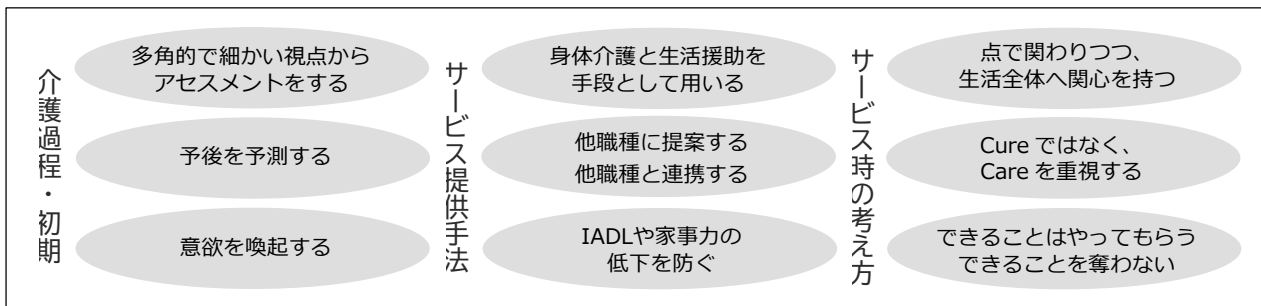 介護過程・初期
多角的で細かい視点から
アセスメントをする
予後を予測する
意欲を喚起する
サービス提供手法
身体介護と生活援助を
手段として用いる
他職種に提案する
他職種と連携する
IADLや家事力の
低下を防ぐ
サービス時の考え方
点で関わりつつ、
生活全体へ関心を持つ
Cure ではなく、
Care を重視する
できることはやってもらう
できることを奪わない